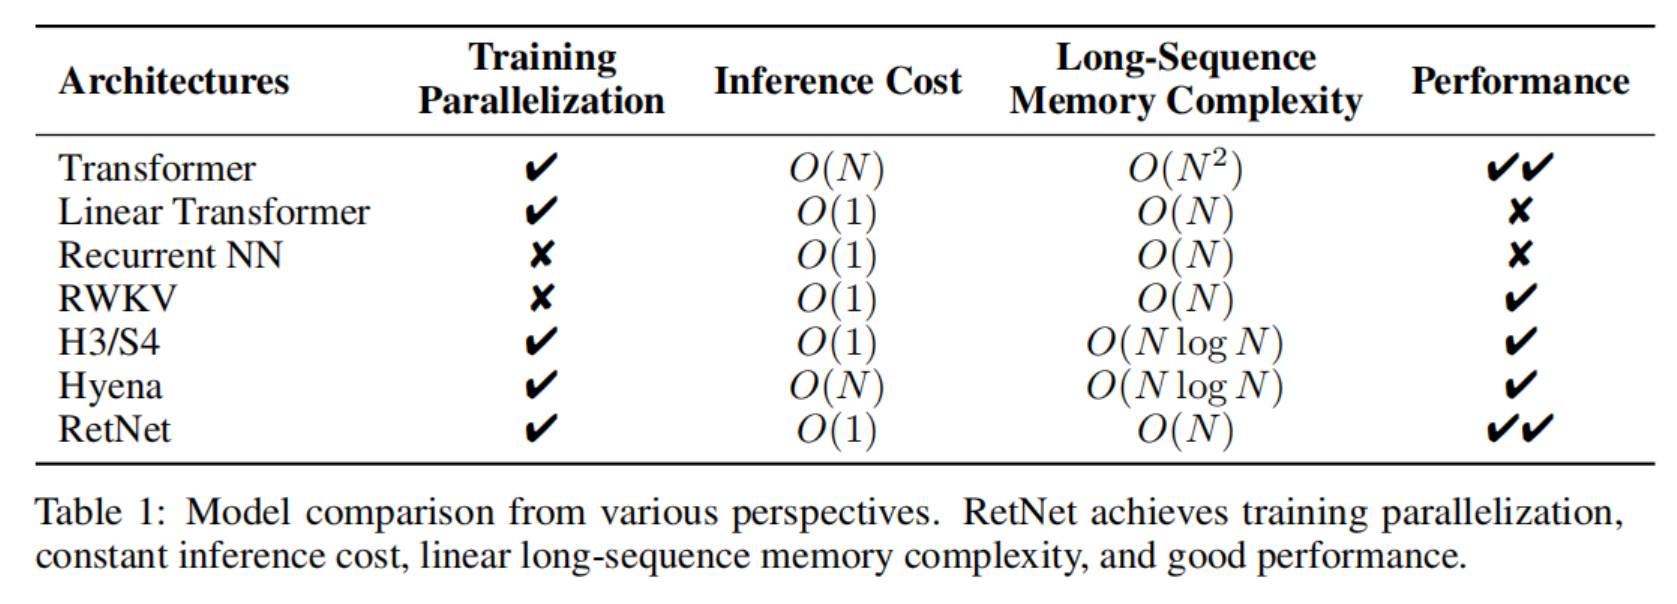 Architectures Training Parallelization Inference Cost Long-Sequence Memory Complexity Performance
Transformer ✔ O(N) O(N²) ✔✔
Linear Transformer ✔ O(1) O(N) ✘
Recurrent NN ✘ O(1) O(N) ✘
RWKV ✘ O(1) O(N) ✔
H3/S4 ✔ O(1) O(N log N) ✔
Hyena ✔ O(N) O(N log N) ✔
RetNet ✔ O(1) O(N) ✔✔
Table 1: Model comparison from various perspectives. RetNet achieves training parallelization,
constant inference cost, linear long-sequence memory complexity, and good performance.